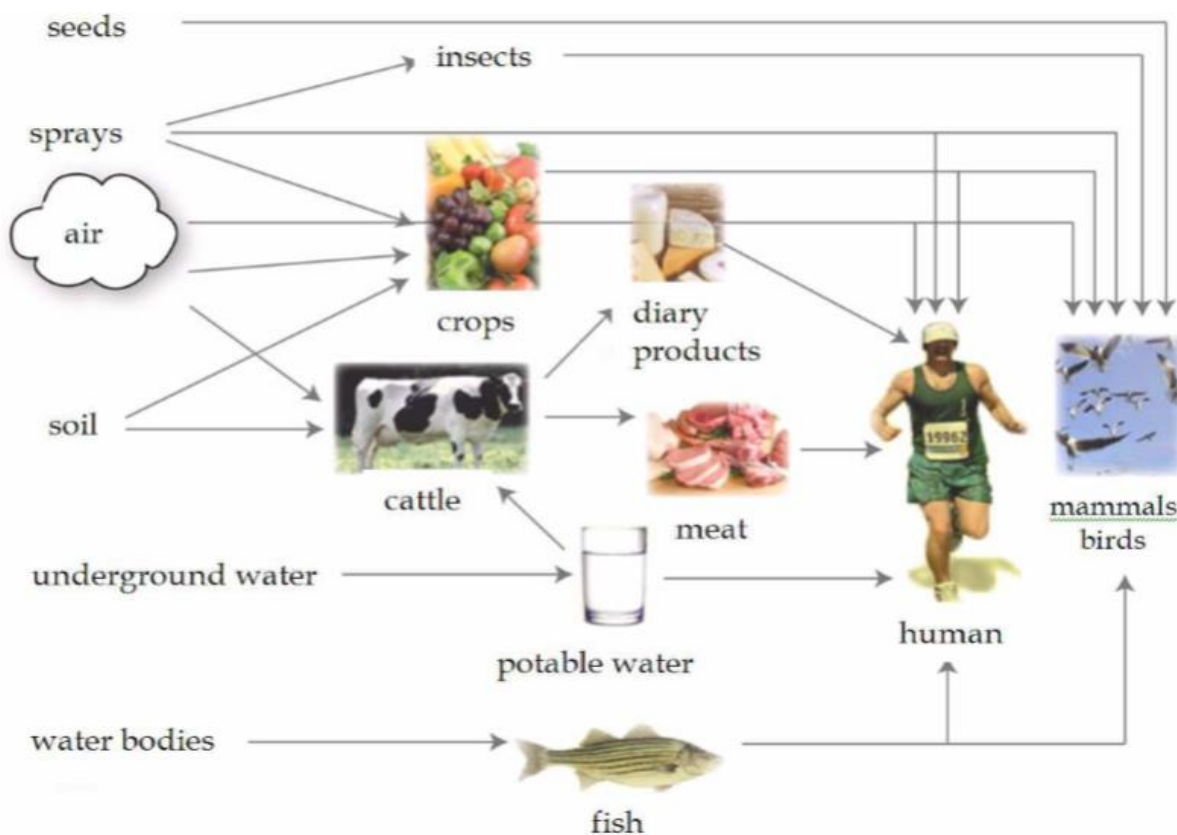 seeds
insects
sprays
air
crops
diary
products
soil
cattle
meat
19962
mammals
birds
underground water
potable water
human
water bodies
fish